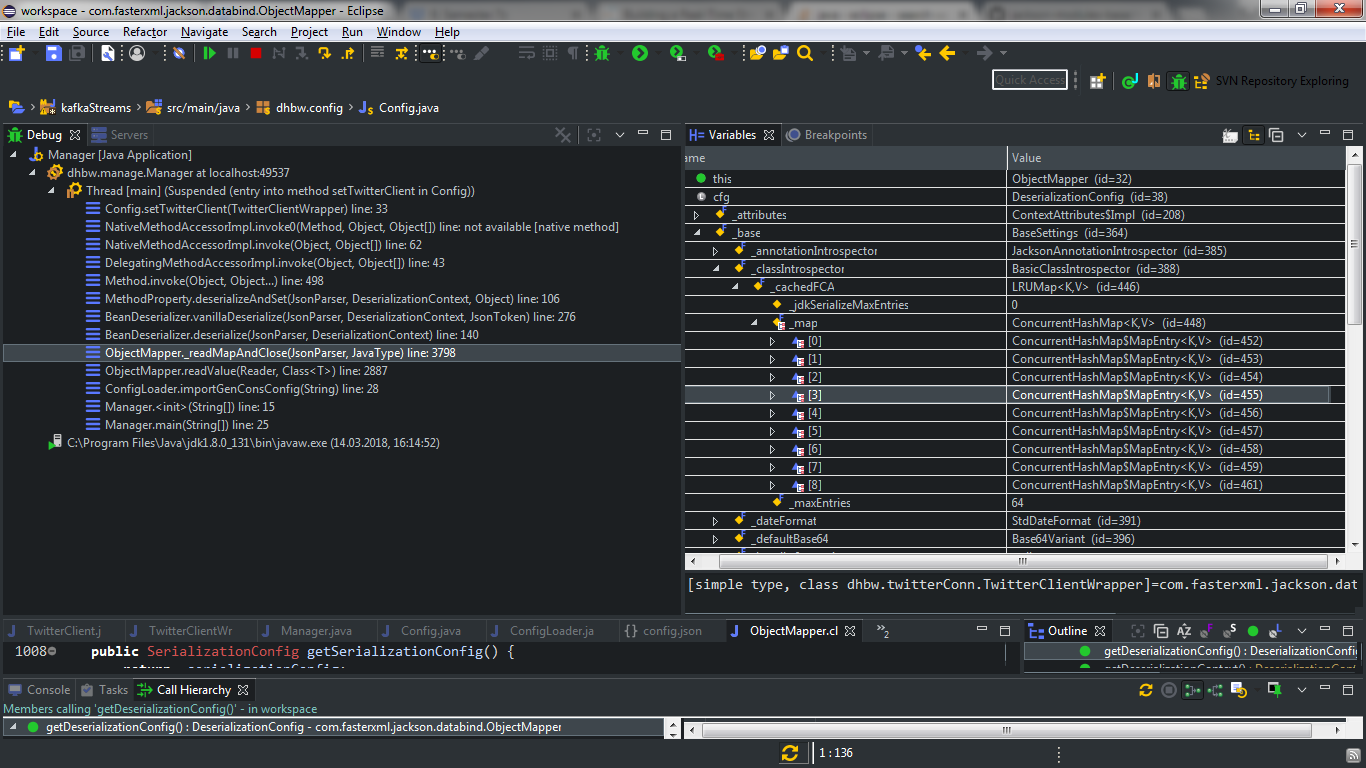 workspace - com.fasterxml.jackson.databind.ObjectMapper - Eclipse
File Edit Source Refactor Navigate Search Project Run Window Help
Quick Access
SVN Repository Exploring
kafkaStreams src/main/java dhbw.config Config.java
Debug Servers
Manager [Java Application]
dhbw.manage.Manager at localhost:49537
Thread [main] (Suspended (entry into method setTwitterClient in Config))
Config.setTwitterClient(TwitterClientWrapper) line: 33
NativeMethodAccessorImpl.invoke0(Method, Object, Object[]) line: not available [native method]
NativeMethodAccessorImpl.invoke(Object, Object[]) line: 62
DelegatingMethodAccessorImpl.invoke(Object, Object[]) line: 43
Method.invoke(Object, Object...) line: 498
MethodProperty.deserializeAndSet(JsonParser, DeserializationContext, Object) line: 106
BeanDeserializer.vanillaDeserialize(JsonParser, DeserializationContext, JsonToken) line: 276
BeanDeserializer.deserialize(JsonParser, DeserializationContext) line: 140
ObjectMapper._readMapAndClose(JsonParser, JavaType) line: 3798
ObjectMapper.readValue(Reader, Class<T>) line: 2887
ConfigLoader.importGenConsConfig(String) line: 28
Manager.<init>(String[]) line: 15
Manager.main(String[]) line: 25
C:\Program Files\Java\jdk1.8.0_131\bin\javaw.exe (14.03.2018, 16:14:52)
Variables Breakpoints
ame Value
this ObjectMapper (id=32)
cfg DeserializationConfig (id=38)
_attributes ContextAttributes$Impl (id=208)
_base BaseSettings (id=364)
_annotationIntrospector JacksonAnnotationIntrospector (id=385)
_classIntrospector BasicClassIntrospector (id=388)
_cachedFCA LRUMap<K,V> (id=446)
_jdkSerializeMaxEntries 0
_map ConcurrentHashMap<K,V> (id=448)
[0] ConcurrentHashMap$MapEntry<K,V> (id=452)
[1] ConcurrentHashMap$MapEntry<K,V> (id=453)
[2] ConcurrentHashMap$MapEntry<K,V> (id=454)
[3] ConcurrentHashMap$MapEntry<K,V> (id=455)
[4] ConcurrentHashMap$MapEntry<K,V> (id=456)
[5] ConcurrentHashMap$MapEntry<K,V> (id=457)
[6] ConcurrentHashMap$MapEntry<K,V> (id=458)
[7] ConcurrentHashMap$MapEntry<K,V> (id=459)
[8] ConcurrentHashMap$MapEntry<K,V> (id=461)
_maxEntries 64
_dateFormat StdDateFormat (id=391)
_defaultBase64 Base64Variant (id=396)
[simple type, class dhbw.twitterConn.TwitterClientWrapper]=com.fasterxml.jackson.dat
TwitterClient.j TwitterClientWr Manager.java Config.java ConfigLoader.ja config.json ObjectMapper.cl »2
1008 public SerializationConfig getSerializationConfig() {
Outline
getDeserializationConfig() : DeserializationConfig
Console Tasks Call Hierarchy
Members calling 'getDeserializationConfig()' - in workspace
getDeserializationConfig() : DeserializationConfig - com.fasterxml.jackson.databind.ObjectMapper
1 : 136